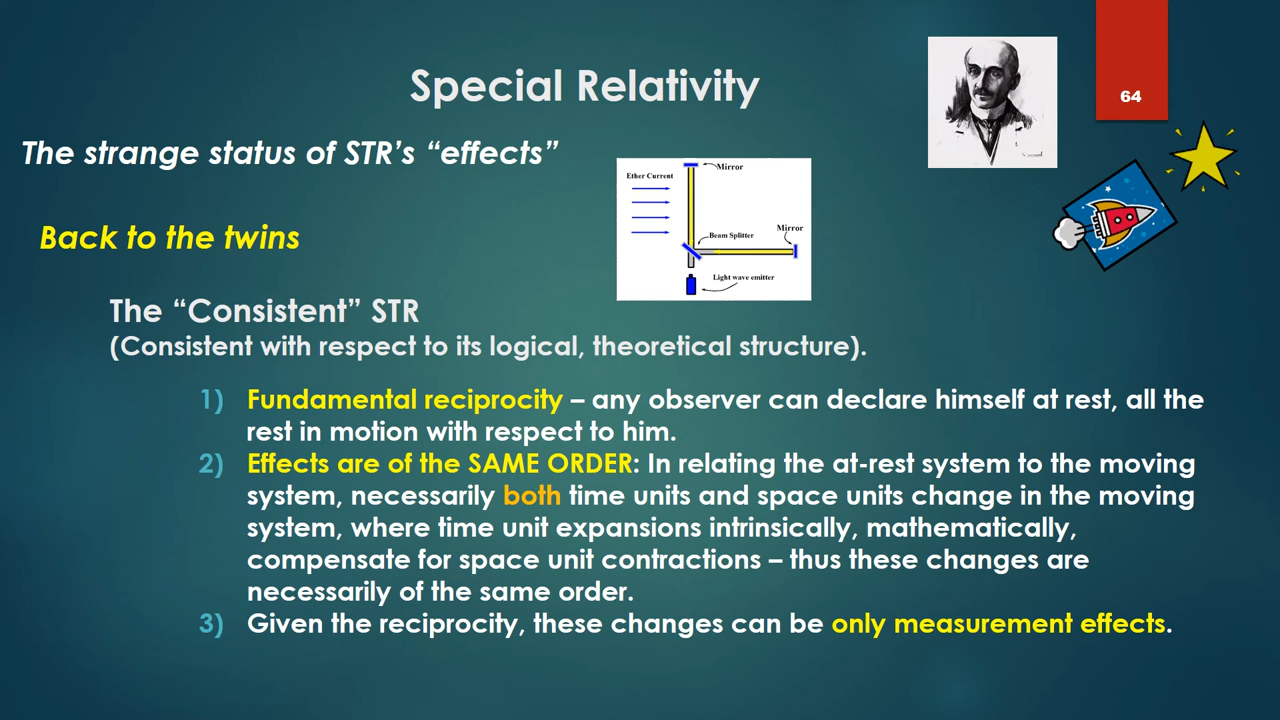 Special Relativity
64
The strange status of STR’s “effects”
Mirror
Ether Current
Mirror
Beam Splitter
Light wave emitter
Back to the twins
The “Consistent” STR
(Consistent with respect to its logical, theoretical structure).
1) Fundamental reciprocity – any observer can declare himself at rest, all the
rest in motion with respect to him.
2) Effects are of the SAME ORDER: In relating the at-rest system to the moving
system, necessarily both time units and space units change in the moving
system, where time unit expansions intrinsically, mathematically,
compensate for space unit contractions – thus these changes are
necessarily of the same order.
3) Given the reciprocity, these changes can be only measurement effects.